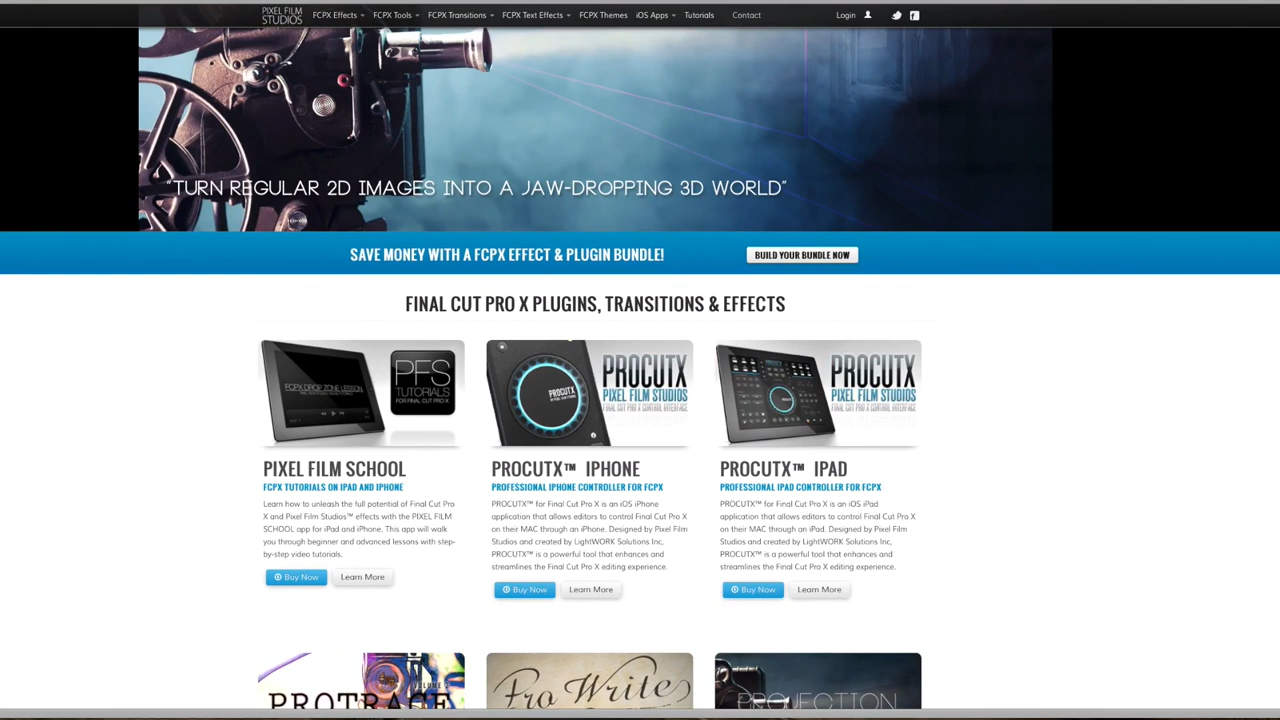 PIXEL FILM
STUDIOS
FCPX Effects FCPX Tools FCPX Transitions FCPX Text Effects FCPX Themes iOS Apps Tutorials Contact Login
"TURN REGULAR 2D IMAGES INTO A JAW-DROPPING 3D WORLD"
SAVE MONEY WITH A FCPX EFFECT & PLUGIN BUNDLE!
BUILD YOUR BUNDLE NOW
FINAL CUT PRO X PLUGINS, TRANSITIONS & EFFECTS
FCPX DROP ZONE LESSON
PFS
TUTORIALS
FOR FINAL CUT PRO X
PIXEL FILM SCHOOL
FCPX TUTORIALS ON IPAD AND IPHONE
Learn how to unleash the full potential of Final Cut Pro
X and Pixel Film Studios™ effects with the PIXEL FILM
SCHOOL app for iPad and iPhone. This app will walk
you through beginner and advanced lessons with step-
by-step video tutorials.
Buy Now
Learn More
PROCUTX
PROCUTX
PIXEL FILM STUDIOS
FINAL CUT PRO X CONTROL INTERFACE
PROCUTX™ IPHONE
PROFESSIONAL IPHONE CONTROLLER FOR FCPX
PROCUTX™ for Final Cut Pro X is an iOS iPhone
application that allows editors to control Final Cut Pro X
on their MAC through an iPhone. Designed by Pixel Film
Studios and created by LightWORK Solutions Inc,
PROCUTX™ is a powerful tool that enhances and
streamlines the Final Cut Pro X editing experience.
Buy Now
Learn More
PROCUTX
PIXEL FILM STUDIOS
FINAL CUT PRO X CONTROL INTERFACE
PROCUTX™ IPAD
PROFESSIONAL IPAD CONTROLLER FOR FCPX
PROCUTX™ for Final Cut Pro X is an iOS iPad
application that allows editors to control Final Cut Pro X
on their MAC through an iPad. Designed by Pixel Film
Studios and created by LightWORK Solutions Inc,
PROCUTX™ is a powerful tool that enhances and
streamlines the Final Cut Pro X editing experience.
Buy Now
Learn More
VOLUME 2
PROTRACE
Pro Write
PROJECTION